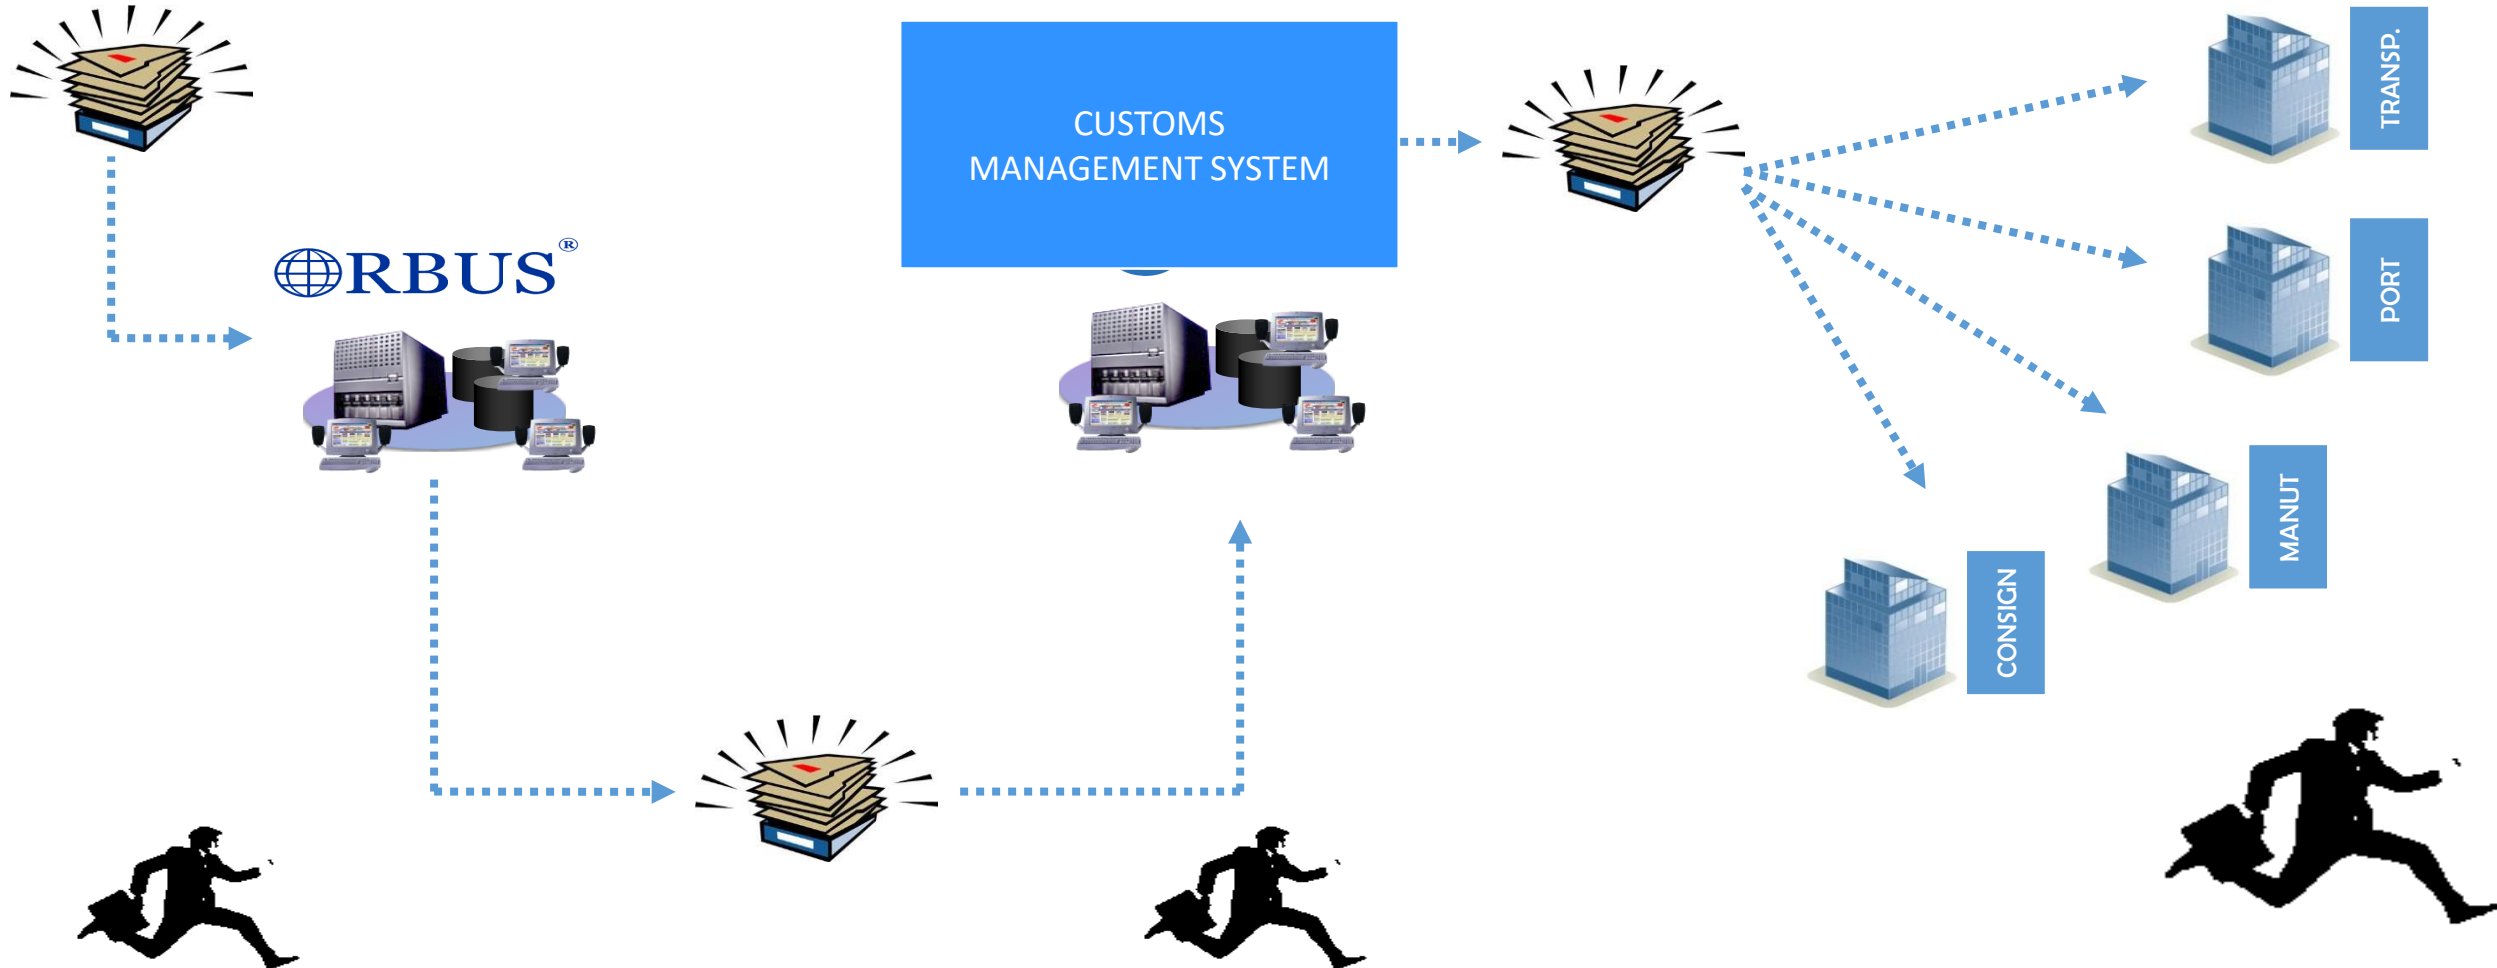 CUSTOMS
MANAGEMENT SYSTEM
ORBUS®
TRANSP.
PORT
MANUT
CONSIGN